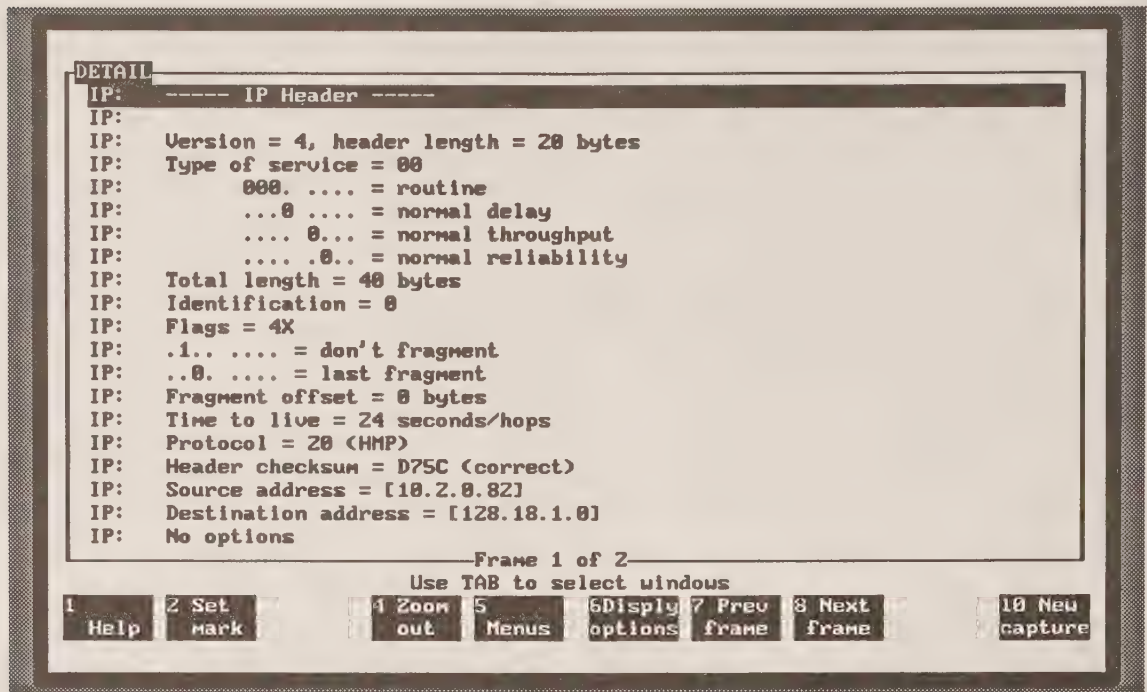 DETAIL
IP: ----- IP Header -----
IP:
IP: Version = 4, header length = 20 bytes
IP: Type of service = 00
IP: 000. .... = routine
IP: ...0 .... = normal delay
IP: .... 0... = normal throughput
IP: .... .0.. = normal reliability
IP: Total length = 40 bytes
IP: Identification = 0
IP: Flags = 4X
IP: .1.. .... = don't fragment
IP: ..0. .... = last fragment
IP: Fragment offset = 0 bytes
IP: Time to live = 24 seconds/hops
IP: Protocol = 20 (HMP)
IP: Header checksum = D75C (correct)
IP: Source address = [10.2.0.82]
IP: Destination address = [128.18.1.0]
IP: No options
Frame 1 of 2
Use TAB to select windows
1 2 Set 4 Zoom 5 6Disply 7 Prev 8 Next 10 New
Help mark out Menus options frame frame capture